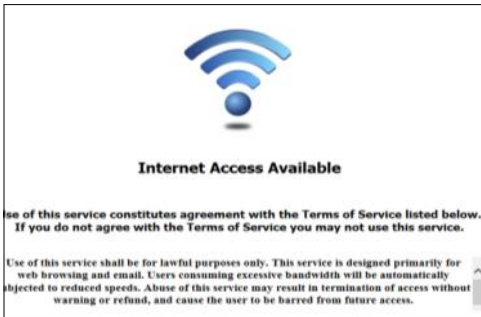 Internet Access Available
se of this service constitutes agreement with the Terms of Service listed below.
If you do not agree with the Terms of Service you may not use this service.
Use of this service shall be for lawful purposes only. This service is designed primarily for
web browsing and email. Users consuming excessive bandwidth will be automatically
bjected to reduced speeds. Abuse of this service may result in termination of access without
warning or refund, and cause the user to be barred from future access.